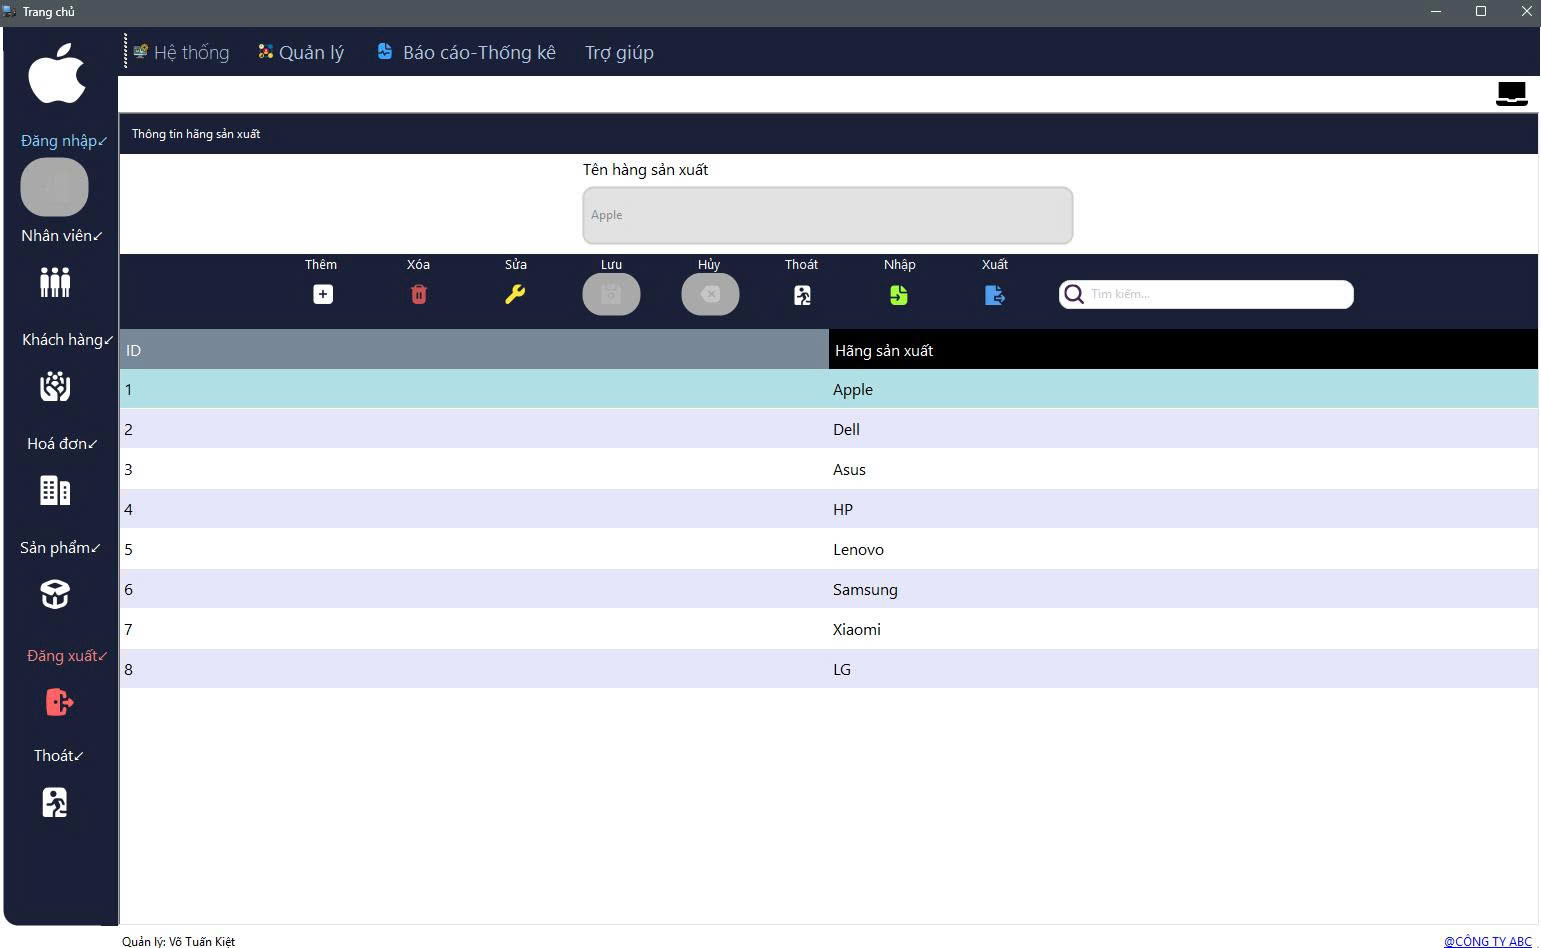 Trang chủ
Hệ thống Quản lý Báo cáo-Thống kê Trợ giúp
Đăng nhập↙
Nhân viên↙
Khách hàng↙
Hoá đơn↙
Sản phẩm↙
Đăng xuất↙
Thoát↙
Thông tin hãng sản xuất
Tên hàng sản xuất
Apple
Thêm Xóa Sửa Lưu Hủy Thoát Nhập Xuất
Tìm kiếm...
ID Hãng sản xuất
1 Apple
2 Dell
3 Asus
4 HP
5 Lenovo
6 Samsung
7 Xiaomi
8 LG
Quản lý: Võ Tuấn Kiệt @CÔNG TY ABC